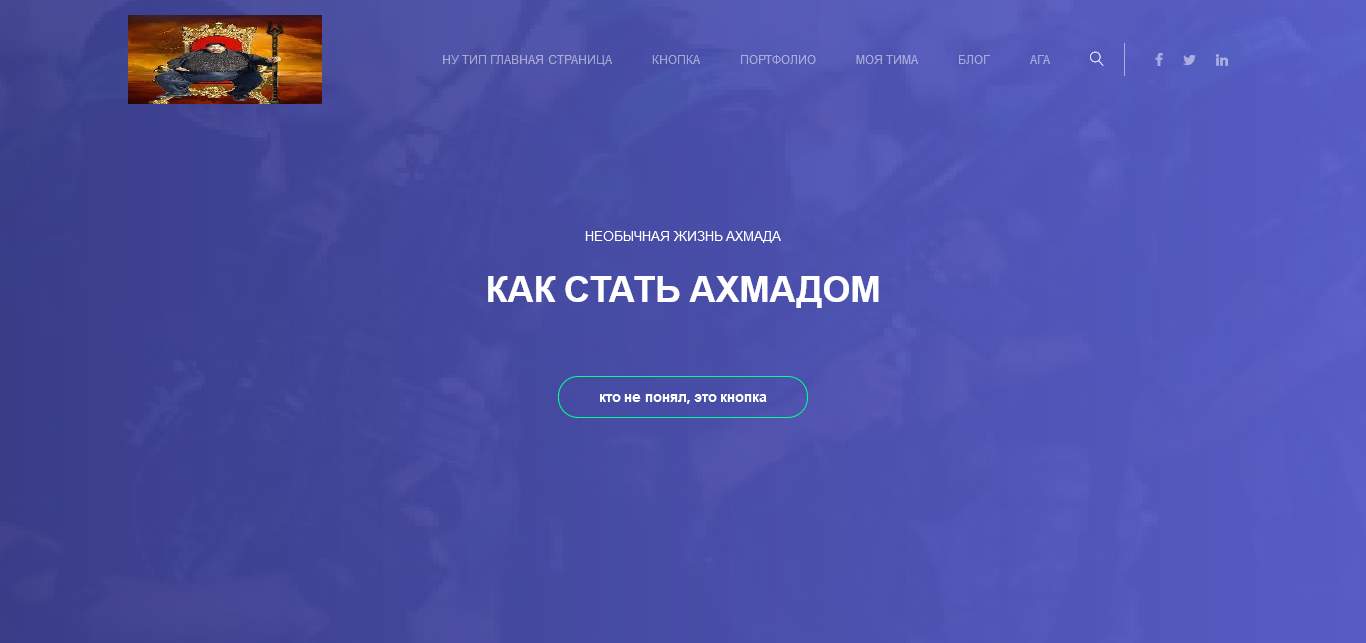 НУ ТИП ГЛАВНАЯ СТРАНИЦА КНОПКА ПОРТФОЛИО МОЯ ТИМА БЛОГ АГА
НЕОБЫЧНАЯ ЖИЗНЬ АХМАДА
КАК СТАТЬ АХМАДОМ
кто не понял, это кнопка